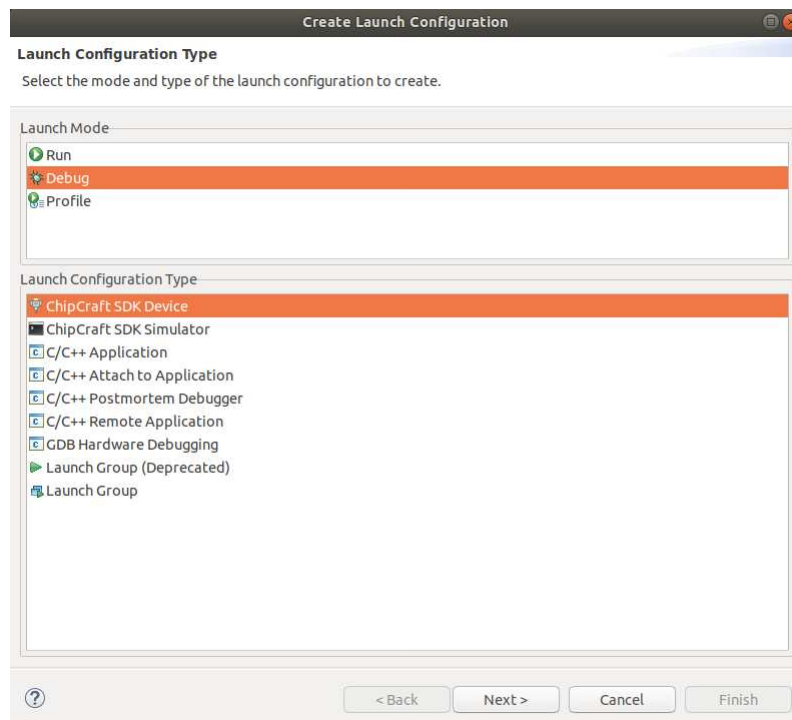 Create Launch Configuration
Launch Configuration Type
Select the mode and type of the launch configuration to create.
Launch Mode
Run
Debug
Profile
Launch Configuration Type
ChipCraft SDK Device
ChipCraft SDK Simulator
C/C++ Application
C/C++ Attach to Application
C/C++ Postmortem Debugger
C/C++ Remote Application
GDB Hardware Debugging
Launch Group (Deprecated)
Launch Group
? < Back Next > Cancel Finish